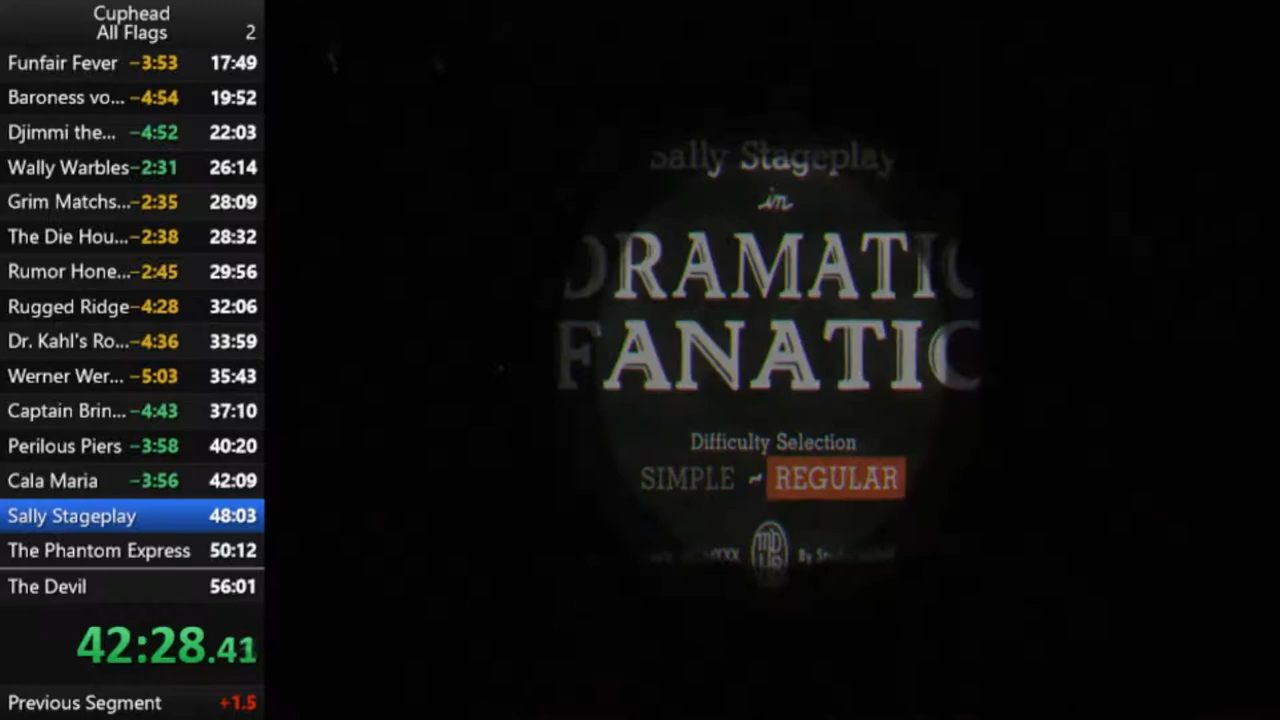 Cuphead
All Flags 2
Funfair Fever −3:53 17:49
Baroness vo... −4:54 19:52
Djimmi the... −4:52 22:03
Wally Warbles −2:31 26:14
Grim Matchs... −2:35 28:09
The Die Hou... −2:38 28:32
Rumor Hone... −2:45 29:56
Rugged Ridge −4:28 32:06
Dr. Kahl's Ro... −4:36 33:59
Werner Wer... −5:03 35:43
Captain Brin... −4:43 37:10
Perilous Piers −3:58 40:20
Cala Maria −3:56 42:09
Sally Stageplay 48:03
The Phantom Express 50:12
The Devil 56:01
42:28.41
Previous Segment +1.5
Sally Stageplay
in
DRAMATIC
FANATIC
Difficulty Selection
SIMPLE ~ REGULAR
By